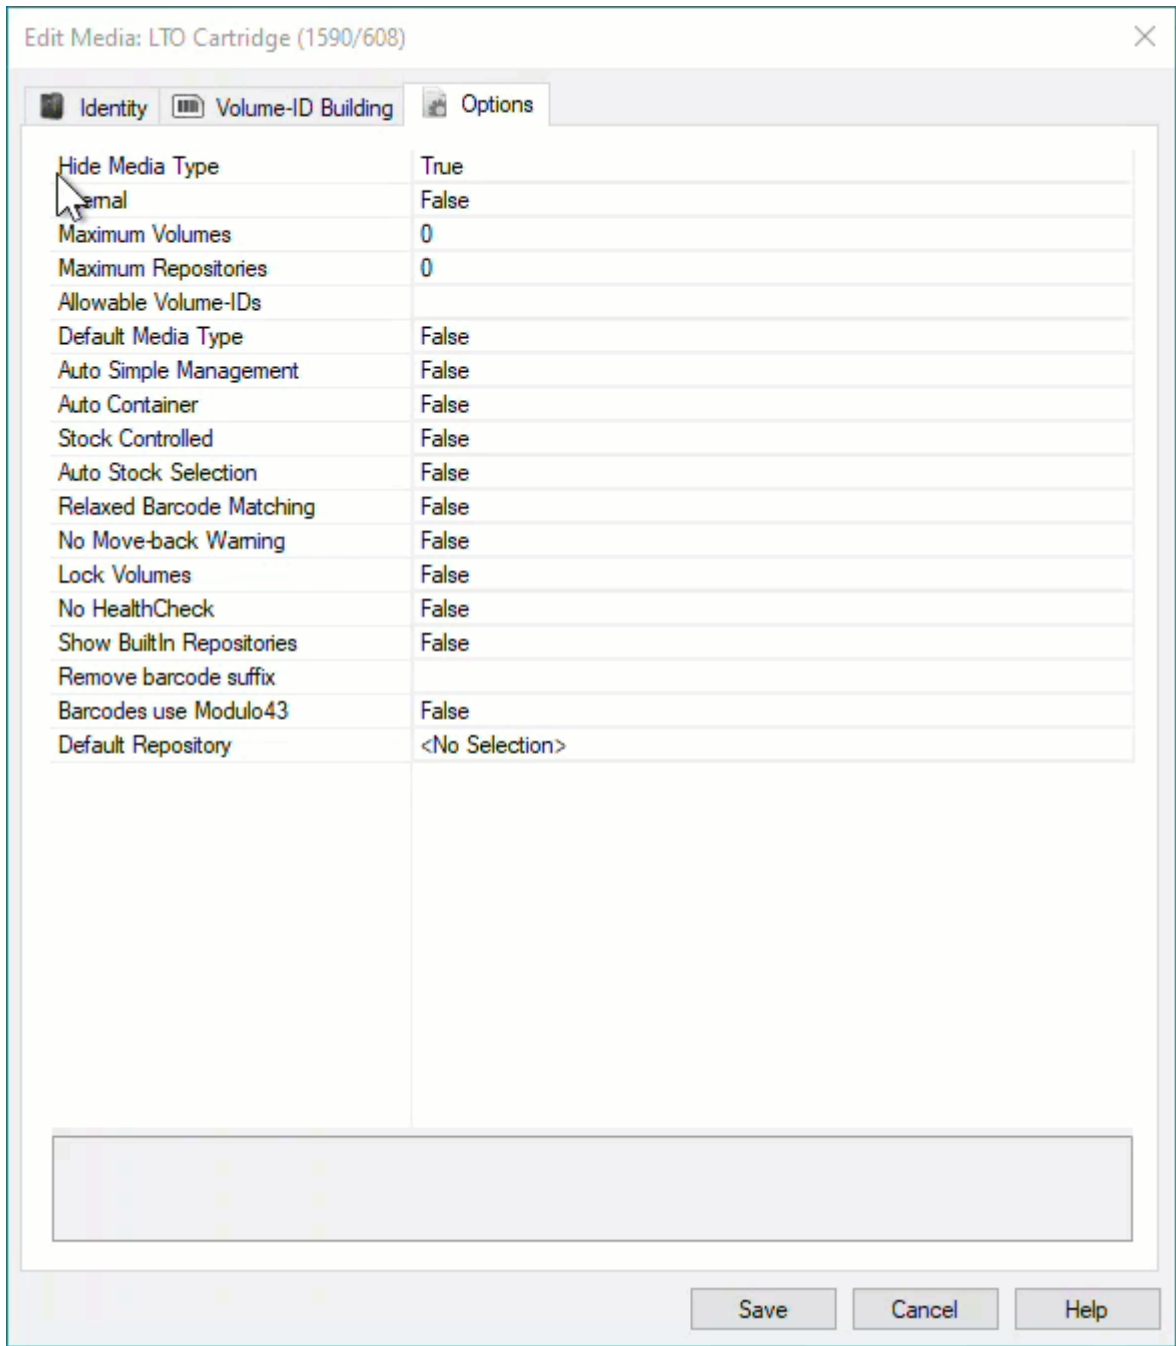 Edit Media: LTO Cartridge (1590/608)
Identity Volume-ID Building Options
Hide Media Type True
False
Maximum Volumes 0
Maximum Repositories 0
Allowable Volume-IDs
Default Media Type False
Auto Simple Management False
Auto Container False
Stock Controlled False
Auto Stock Selection False
Relaxed Barcode Matching False
No Move-back Warning False
Lock Volumes False
No HealthCheck False
Show BuiltIn Repositories False
Remove barcode suffix
Barcodes use Modulo43 False
Default Repository <No Selection>
Save Cancel Help